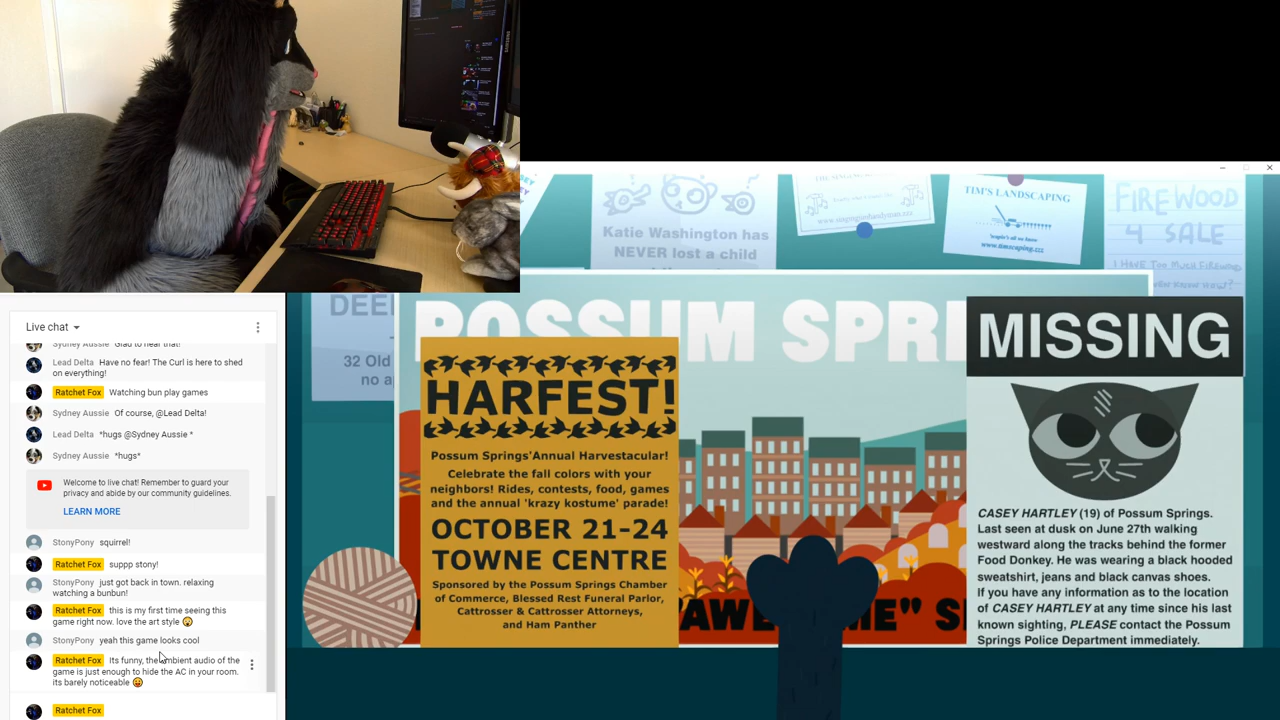 Live chat
Sydney Aussie Glad to hear that!
Lead Delta Have no fear! The Curl is here to shed
on everything!
Ratchet Fox Watching bun play games
Sydney Aussie Of course, @Lead Delta!
Lead Delta *hugs @Sydney Aussie *
Sydney Aussie *hugs*
Welcome to live chat! Remember to guard your
privacy and abide by our community guidelines.
LEARN MORE
StonyPony squirrel!
Ratchet Fox suppp stony!
StonyPony just got back in town. relaxing
watching a bunbun!
Ratchet Fox this is my first time seeing this
game right now. love the art style
StonyPony yeah this game looks cool
Ratchet Fox Its funny, the ambient audio of the
game is just enough to hide the AC in your room.
its barely noticeable
Ratchet Fox
Katie Washington has
NEVER lost a child
www.singingandhandyman.zzz
TIM'S LANDSCAPING
www.timscaping.zzz
FIREWOOD
4 SALE
I HAVE TOO MUCH FIREWOOD
DEE
32 Old
no a
POSSUM SPRI
HARFEST!
Possum Springs'Annual Harvestacular!
Celebrate the fall colors with your
neighbors! Rides, contests, food, games
and the annual 'krazy kostume' parade!
OCTOBER 21-24
TOWNE CENTRE
Sponsored by the Possum Springs Chamber
of Commerce, Blessed Rest Funeral Parlor,
Cattrosser & Cattrosser Attorneys,
and Ham Panther
"AWE ME" S
MISSING
CASEY HARTLEY (19) of Possum Springs.
Last seen at dusk on June 27th walking
westward along the tracks behind the former
Food Donkey. He was wearing a black hooded
sweatshirt, jeans and black canvas shoes.
If you have any information as to the location
of CASEY HARTLEY at any time since his last
known sighting, PLEASE contact the Possum
Springs Police Department immediately.